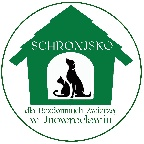 SCHRONISKO
dla Bezdomnych Zwierząt
w Inowrocławiu